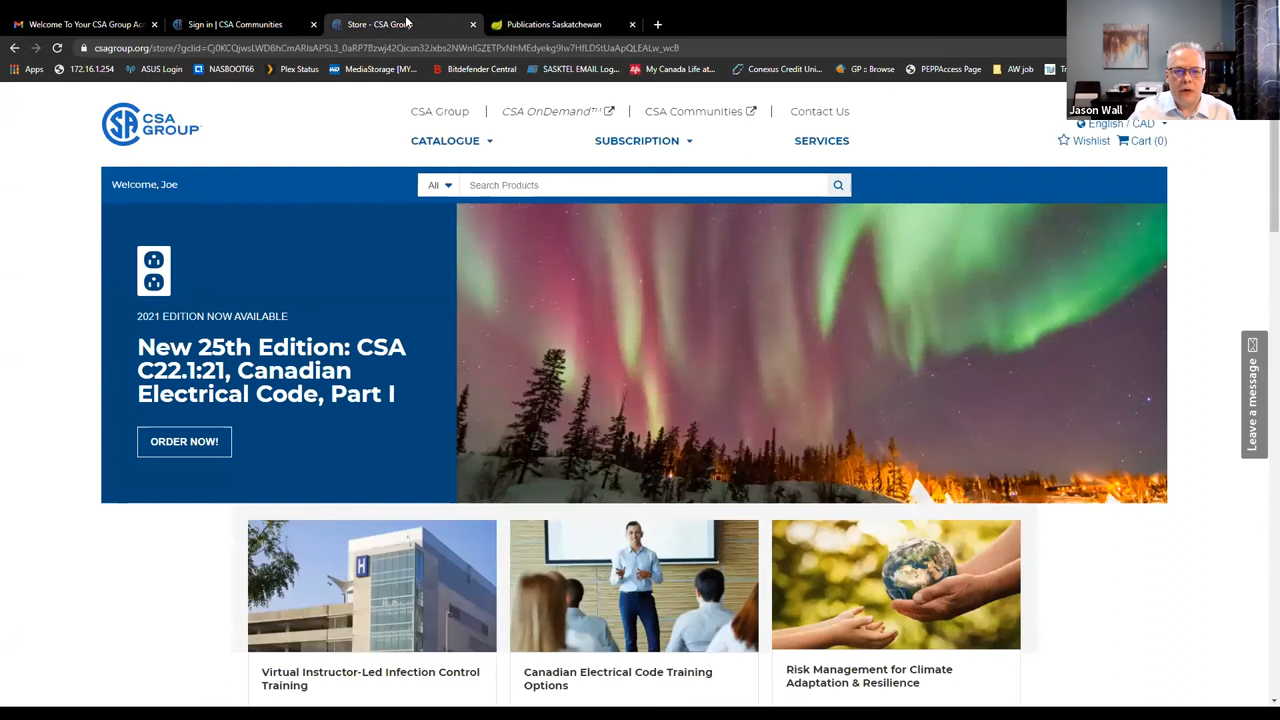 Welcome To Your CSA Group Ac
Sign in | CSA Communities
Store - CSA Group
Publications Saskatchewan
Apps
172.16.1.254
ASUS Login
NASBOOT66
Plex Status
MediaStorage [MY...
Bitdefender Central
SASKTEL EMAIL Log...
My Canada Life at...
Conexus Credit Uni...
GP :: Browse
PEPPAccess Page
AW job
Jason Wall
CSA
GROUP
CSA Group
CSA OnDemand™
CSA Communities
Contact Us
English / CAD
CATALOGUE
SUBSCRIPTION
SERVICES
Wishlist
Cart (0)
Welcome, Joe
All
Search Products
2021 EDITION NOW AVAILABLE
New 25th Edition: CSA
C22.1:21, Canadian
Electrical Code, Part I
ORDER NOW!
Leave a message
H
Virtual Instructor-Led Infection Control
Training
Canadian Electrical Code Training
Options
Risk Management for Climate
Adaptation & Resilience